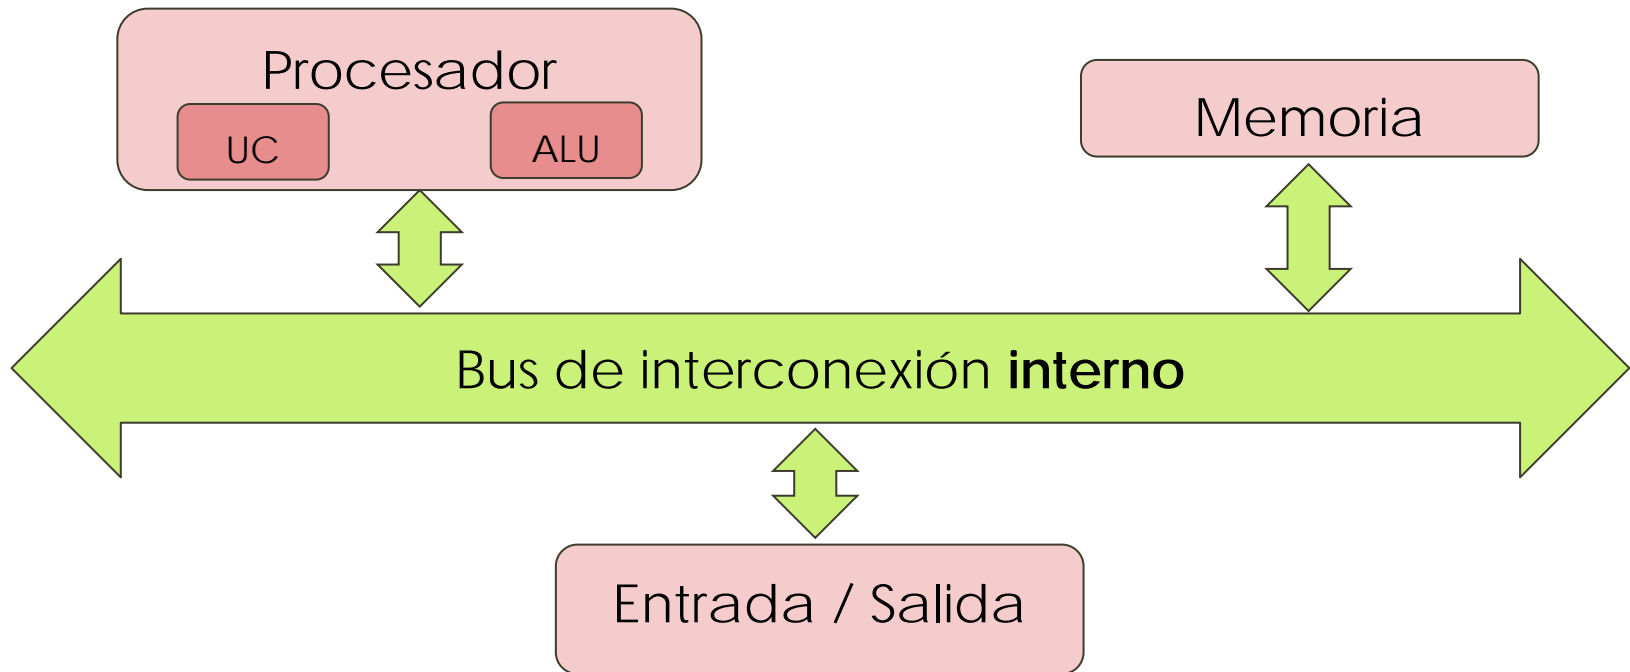 Procesador
UC
ALU
Memoria
Bus de interconexión interno
Entrada / Salida